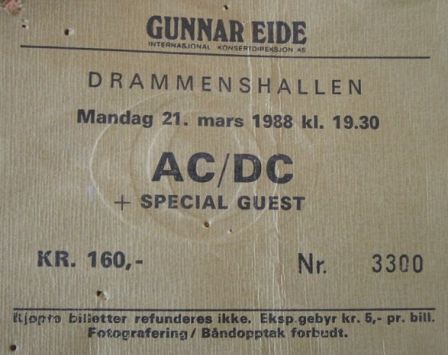 GUNNAR EIDE
INTERNASJONAL KONSERTDIREKSJON AS
DRAMMENSHALLEN
Mandag 21. mars 1988 kl. 19.30
AC/DC
+ SPECIAL GUEST
KR. 160,- Nr. 3300
Kjøpte billetter refunderes ikke. Eksp.gebyr kr. 5,- pr. bill.
Fotografering / Båndopptak forbudt.